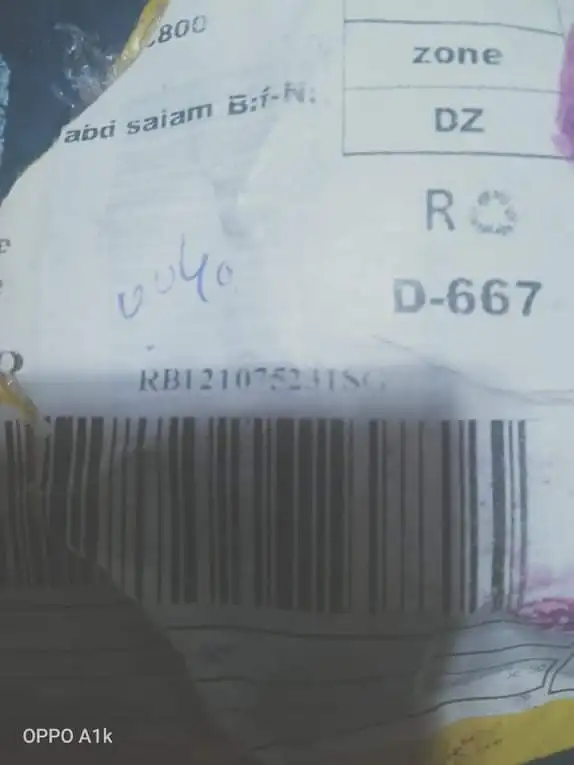 800
zone
abd salam B:f-N:
DZ
R
D-667
0040
RB121075231SG
OPPO A1k